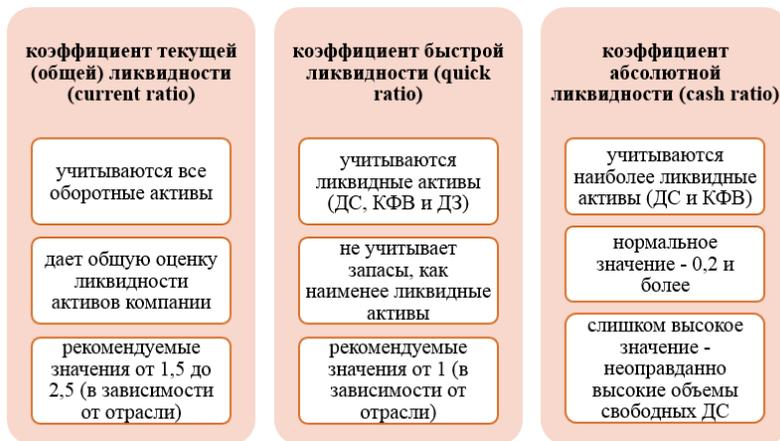 коэффициент текущей
(общей) ликвидности
(current ratio)
учитываются все
оборотные активы
дает общую оценку
ликвидности
активов компании
рекомендуемые
значения от 1,5 до
2,5 (в зависимости
от отрасли)
коэффициент быстрой
ликвидности (quick
ratio)
учитываются
ликвидные активы
(ДС, КФВ и ДЗ)
не учитывает
запасы, как
наименее ликвидные
активы
рекомендуемые
значения от 1 (в
зависимости от
отрасли)
коэффициент
абсолютной
ликвидности (cash ratio)
учитываются
наиболее ликвидные
активы (ДС и КФВ)
нормальное
значение - 0,2 и
более
слишком высокое
значение -
неоправданно
высокие объемы
свободных ДС